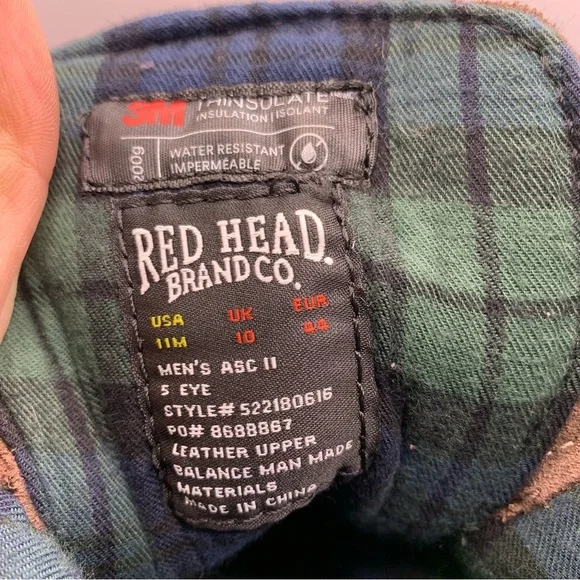 3M THINSULATE
INSULATION | ISOLANT
200g
WATER RESISTANT
IMPERMÉABLE
RED HEAD.
BRAND CO.
USA UK EUR
11M 10 44
MEN'S ASC II
5 EYE
STYLE# 522180616
PO# 8688867
LEATHER UPPER
BALANCE MAN MADE
MATERIALS
MADE IN CHINA